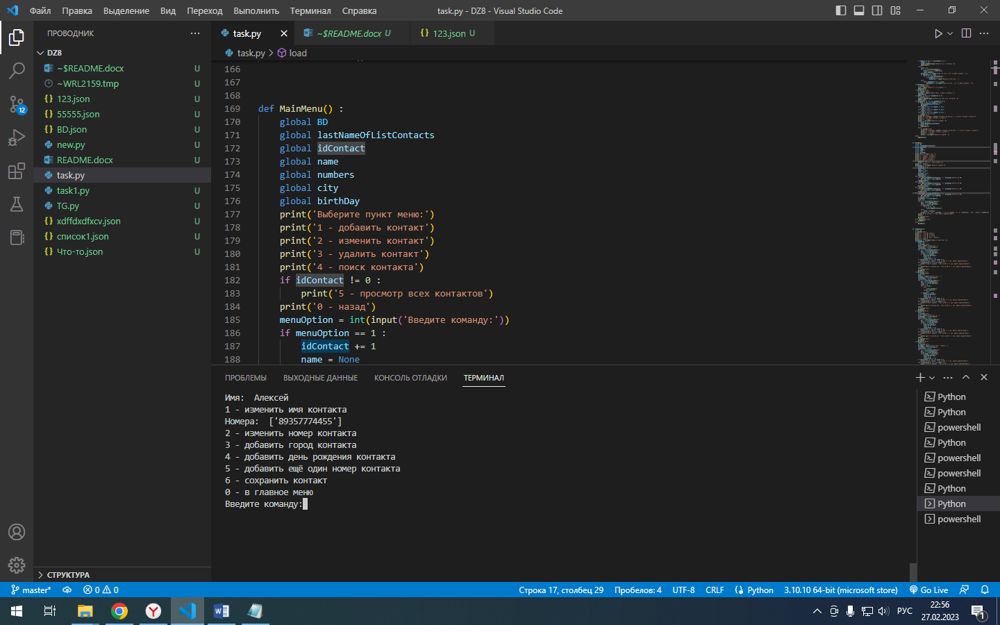 Файл Правка Выделение Вид Переход Выполнить Терминал Справка task.py - DZ8 - Visual Studio Code
ПРОВОДНИК
DZ8
~$README.docx U
~WRL2159.tmp U
123.json U
55555.json U
BD.json U
new.py U
README.docx U
task.py
task1.py U
TG.py U
xdffdxdfxcv.json U
список1.json U
Что-то.json U
СТРУКТУРА
12
task.py ~$README.docx U 123.json U
task.py > load
166
167
168
169 def MainMenu() :
170 global BD
171 global lastNameOfListContacts
172 global idContact
173 global name
174 global numbers
175 global city
176 global birthDay
177 print('Выберите пункт меню:')
178 print('1 - добавить контакт')
179 print('2 - изменить контакт')
180 print('3 - удалить контакт')
181 print('4 - поиск контакта')
182 if idContact != 0 :
183 print('5 - просмотр всех контактов')
184 print('0 - назад')
185 menuOption = int(input('Введите команду:'))
186 if menuOption == 1 :
187 idContact += 1
188 name = None
ПРОБЛЕМЫ ВЫХОДНЫЕ ДАННЫЕ КОНСОЛЬ ОТЛАДКИ ТЕРМИНАЛ
Имя: Алексей
1 - изменить имя контакта
Номера: ['89357774455']
2 - изменить номер контакта
3 - добавить город контакта
4 - добавить день рождения контакта
5 - добавить ещё один номер контакта
6 - сохранить контакт
0 - в главное меню
Введите команду:
Python
Python
powershell
Python
powershell
powershell
Python
Python
powershell
master* 0 0 Строка 17, столбец 29 Пробелов: 4 UTF-8 CRLF Python 3.10.10 64-bit (microsoft store) Go Live
РУС 22:56
27.02.2023 1